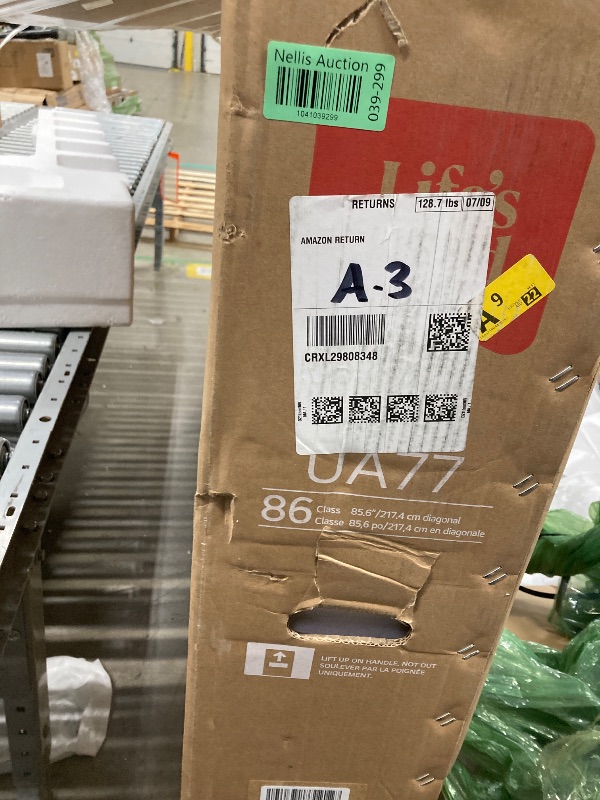 Nellis Auction
039-299
1041039299
Life's
RETURNS 128.7 lbs 07/09
AMAZON RETURN
A-3
CRXL29808348
A 9
22
UA77
86 Class 85.6"/217.4 cm diagonal
Classe 85,6 po/217,4 cm en diagonale
LIFT UP ON HANDLE, NOT OUT
SOULEVER PAR LA POIGNÉE
UNIQUEMENT.